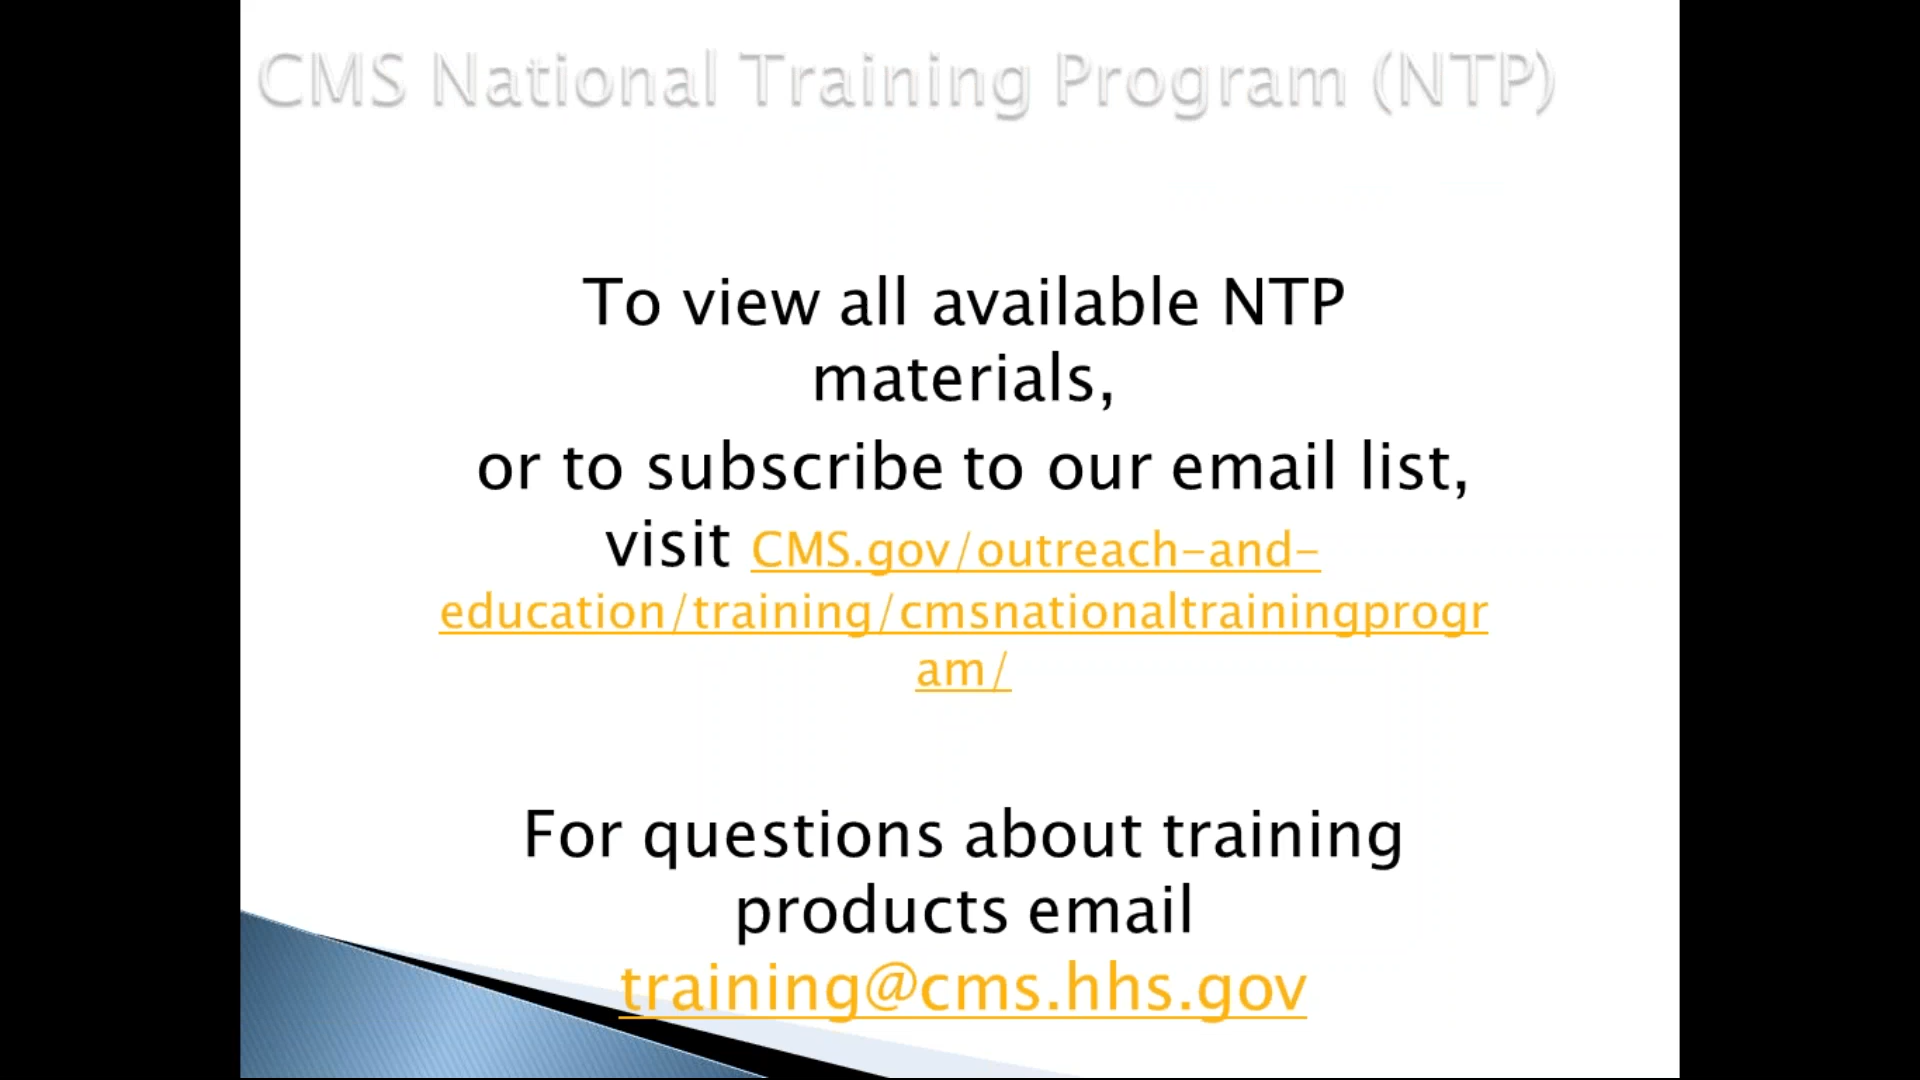 CMS National Training Program (NTP)
To view all available NTP
materials,
or to subscribe to our email list,
visit CMS.gov/outreach-and-
education/training/cmsnationaltrainingprogr
am/
For questions about training
products email
training@cms.hhs.gov